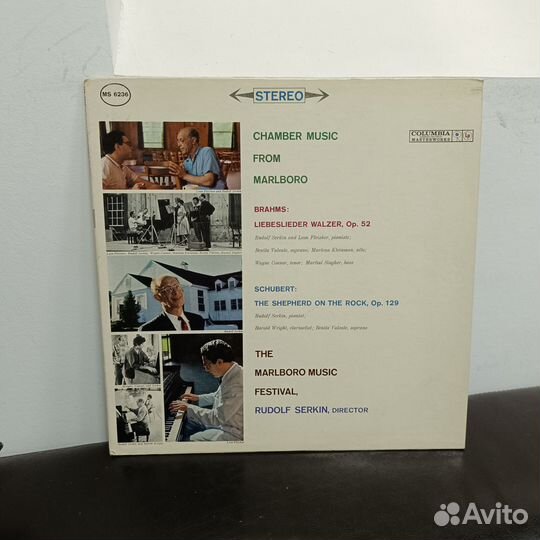 MS 6236
STEREO
COLUMBIA
MASTERWORKS
CHAMBER MUSIC
FROM
MARLBORO
BRAHMS:
LIEBESLIEDER WALZER, Op. 52
Rudolf Serkin and Leon Fleisher, pianists;
Benita Valente, soprano; Marlena Kleinman, alto;
Wayne Conner, tenor; Martial Singher, bass
SCHUBERT:
THE SHEPHERD ON THE ROCK, Op. 129
Rudolf Serkin, pianist;
Harold Wright, clarinetist; Benita Valente, soprano
THE
MARLBORO MUSIC
FESTIVAL,
RUDOLF SERKIN, DIRECTOR
Avito